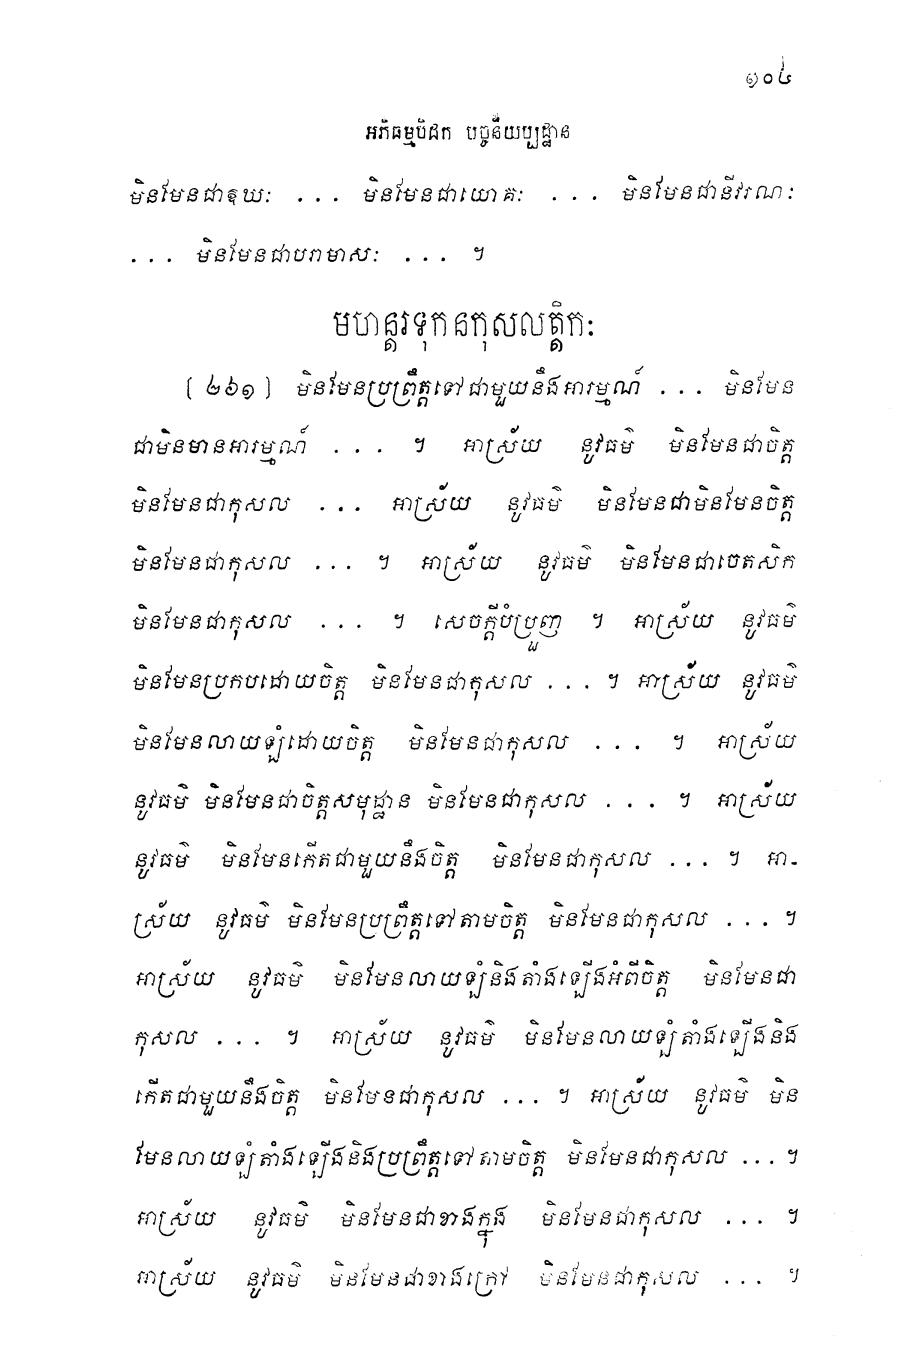 ១០៤
អភិធម្មបិដក បច្ចនីយប្បដ្ឋាន
មិនមែនជាឱឃៈ ... មិនមែនជាយោគៈ ... មិនមែនជានីវរណៈ
... មិនមែនជាបរាមាសៈ ... ។
មហន្តរទុកនកុសលត្តិកៈ
[៤៦១] មិនមែនប្រព្រឹត្តទៅជាមួយនឹងអារម្មណ៍ ... មិនមែន
ជាមិនមានអារម្មណ៍ ... ។ អាស្រ័យ នូវធម៌ មិនមែនជាចិត្ត
មិនមែនជាកុសល ... អាស្រ័យ នូវធម៌ មិនមែនជាមិនមែនចិត្ត
មិនមែនជាកុសល ... ។ អាស្រ័យ នូវធម៌ មិនមែនជាចេតសិក
មិនមែនជាកុសល ... ។ សេចក្តីបំប្រួញ ។ អាស្រ័យ នូវធម៌
មិនមែនប្រកបដោយចិត្ត មិនមែនជាកុសល ... ។ អាស្រ័យ នូវធម៌
មិនមែនលាយឡំដោយចិត្ត មិនមែនជាកុសល ... ។ អាស្រ័យ
នូវធម៌ មិនមែនជាចិត្តសមុដ្ឋាន មិនមែនជាកុសល ... ។ អាស្រ័យ
នូវធម៌ មិនមែនកើតជាមួយនឹងចិត្ត មិនមែនជាកុសល ... ។ អា-
ស្រ័យ នូវធម៌ មិនមែនប្រព្រឹត្តទៅតាមចិត្ត មិនមែនជាកុសល ... ។
អាស្រ័យ នូវធម៌ មិនមែនលាយឡំនិងតាំងឡើងអំពីចិត្ត មិនមែនជា
កុសល ... ។ អាស្រ័យ នូវធម៌ មិនមែនលាយឡំតាំងឡើងនិង
កើតជាមួយនឹងចិត្ត មិនមែនជាកុសល ... ។ អាស្រ័យ នូវធម៌ មិន
មែនលាយឡំតាំងឡើងនិងប្រព្រឹត្តទៅតាមចិត្ត មិនមែនជាកុសល ... ។
អាស្រ័យ នូវធម៌ មិនមែនជាខាងក្នុង មិនមែនជាកុសល ... ។
អាស្រ័យ នូវធម៌ មិនមែនជាខាងក្រៅ មិនមែនជាកុសល ... ។